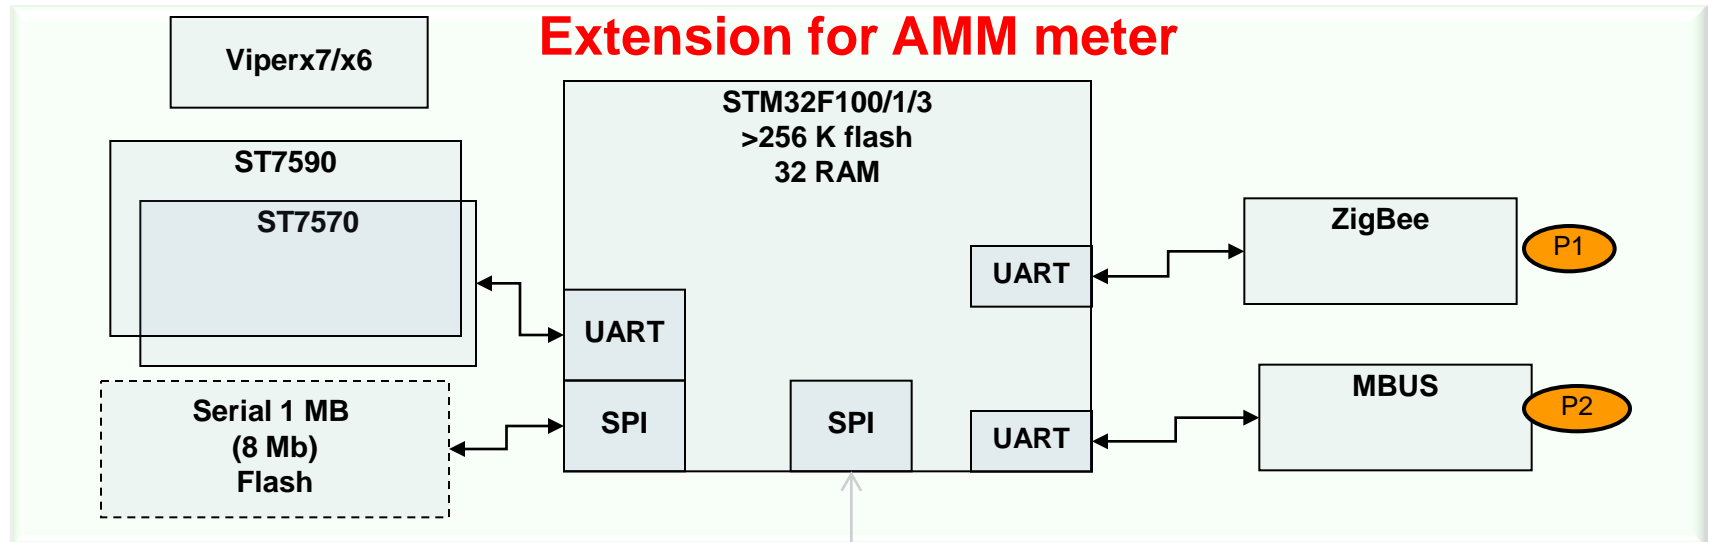 Extension for AMM meter
Viperx7/x6
STM32F100/1/3
>256 K flash
32 RAM
ST7590
ST7570
ZigBee
P1
UART
UART
MBUS
P2
Serial 1 MB
(8 Mb)
Flash
SPI
SPI
UART